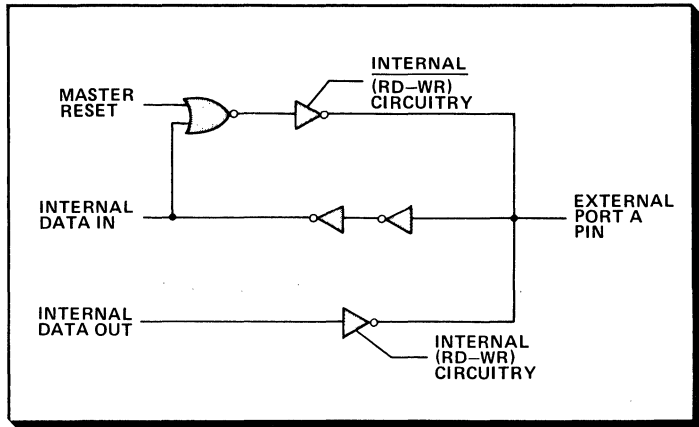 INTERNAL
(RD–WR)
CIRCUITRY
MASTER
RESET
INTERNAL
DATA IN
EXTERNAL
PORT A
PIN
INTERNAL
DATA OUT
INTERNAL
(RD–WR)
CIRCUITRY